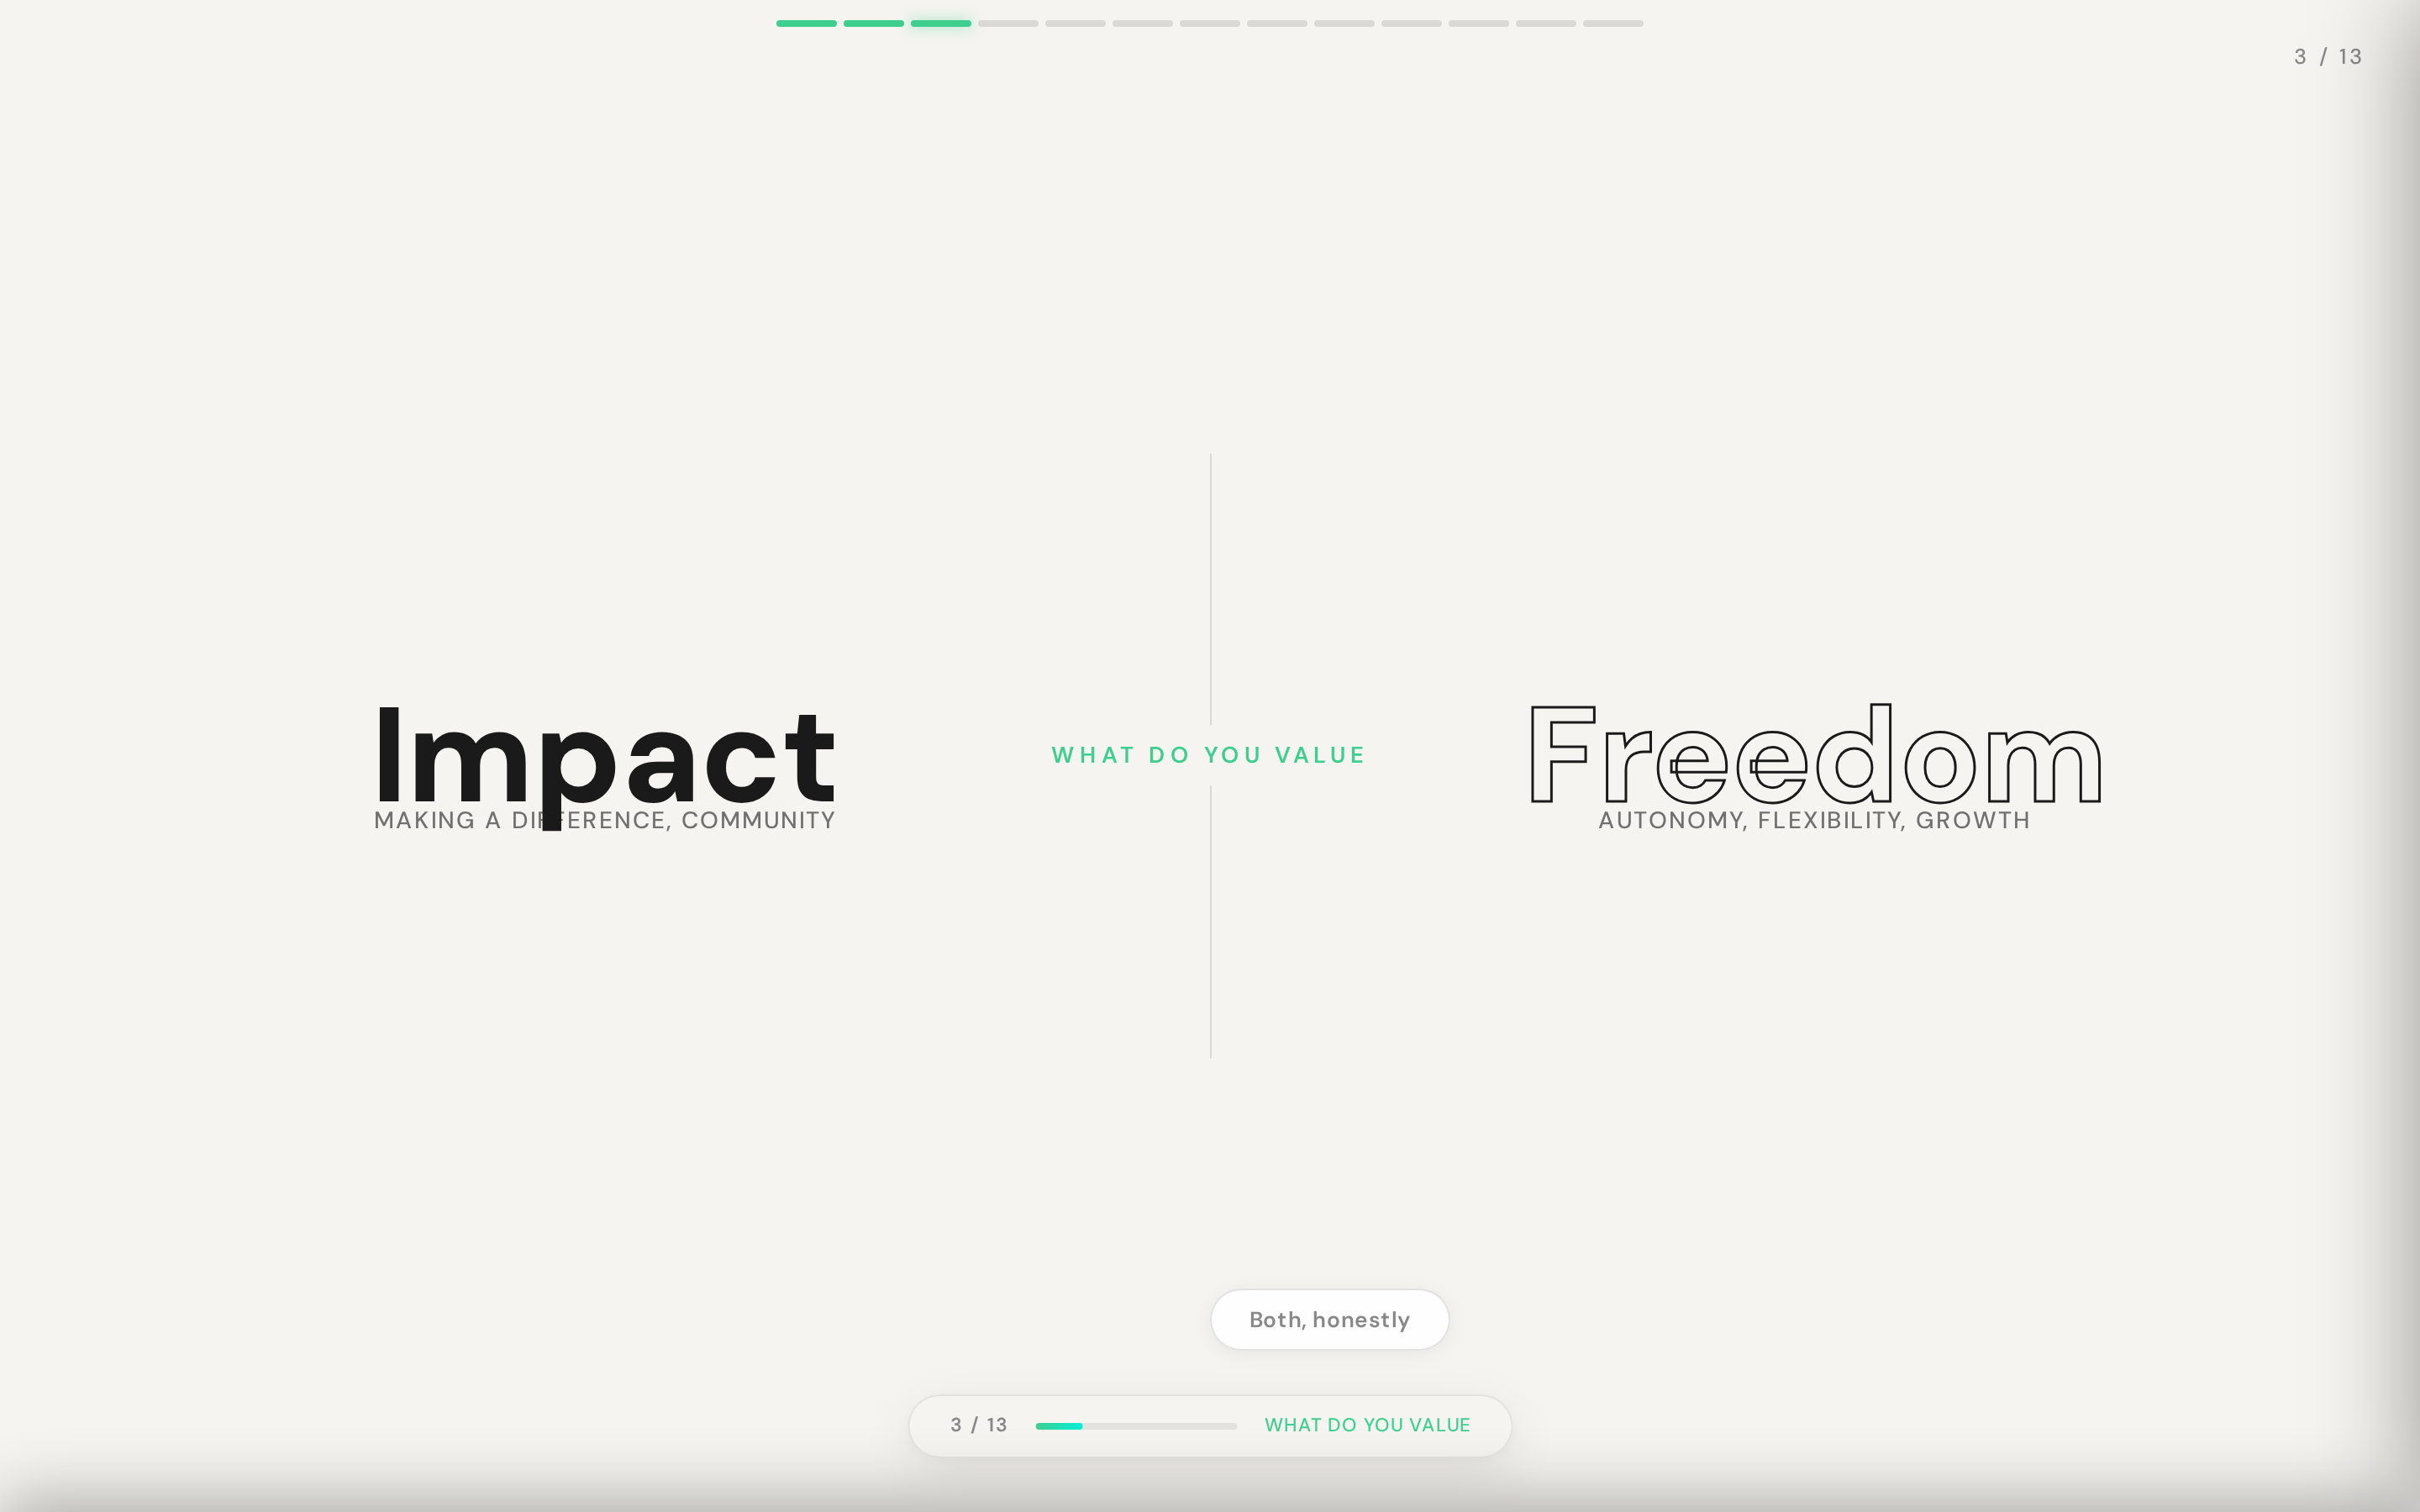 3 / 13
Impact
MAKING A DIFFERENCE, COMMUNITY
WHAT DO YOU VALUE
Freedom
AUTONOMY, FLEXIBILITY, GROWTH
Both, honestly
3 / 13
WHAT DO YOU VALUE